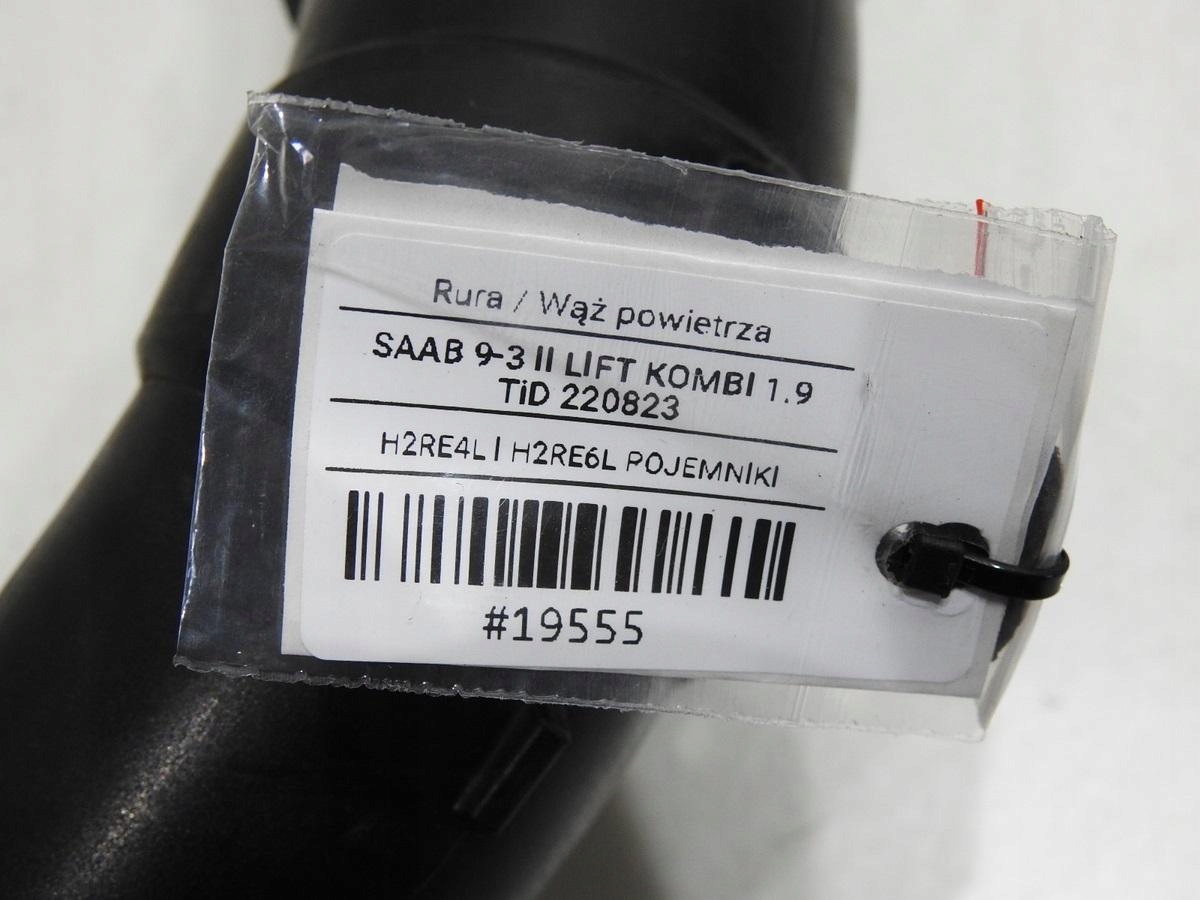 Rura / Wąż powietrza
SAAB 9-3 II LIFT KOMBI 1.9
TiD 220823
H2RE4L | H2RE6L POJEMNIKI
#19555